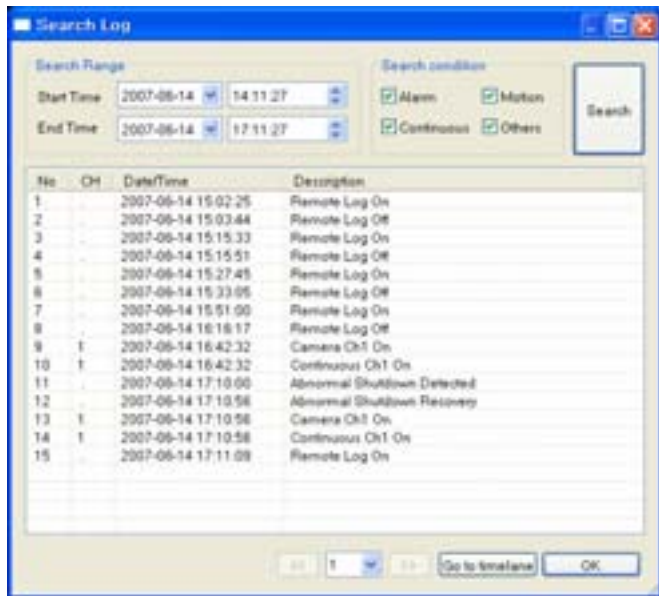 Search Log
Search Range
Search condition
Start Time 2007-06-14 14:11:27
Alarm Motion
Search
End Time 2007-06-14 17:11:27
Continuous Others
No CH Date/Time Description
1 . 2007-06-14 15:02:25 Remote Log On
2 . 2007-06-14 15:03:44 Remote Log Off
3 . 2007-06-14 15:15:33 Remote Log On
4 . 2007-06-14 15:15:51 Remote Log Off
5 . 2007-06-14 15:27:45 Remote Log On
6 . 2007-06-14 15:33:05 Remote Log Off
7 . 2007-06-14 15:51:00 Remote Log On
8 . 2007-06-14 16:16:17 Remote Log Off
9 1 2007-06-14 16:42:32 Camera Ch1 On
10 1 2007-06-14 16:42:32 Continuous Ch1 On
11 . 2007-06-14 17:10:00 Abnormal Shutdown Detected
12 . 2007-06-14 17:10:56 Abnormal Shutdown Recovery
13 1 2007-06-14 17:10:56 Camera Ch1 On
14 1 2007-06-14 17:10:56 Continuous Ch1 On
15 . 2007-06-14 17:11:09 Remote Log On
<< 1 >> Go to timelane OK